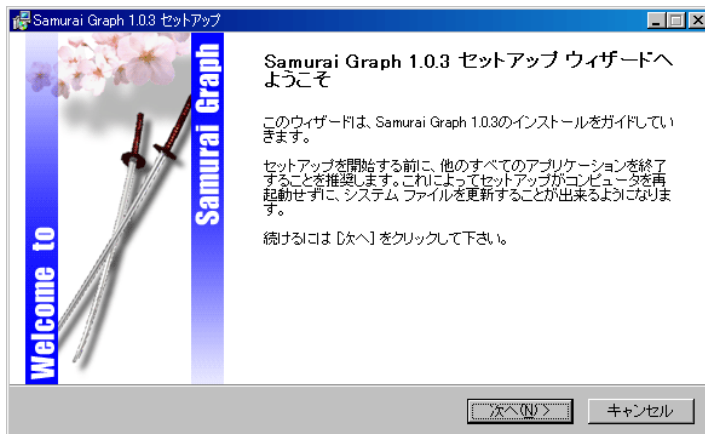 Samurai Graph 1.0.3 セットアップ
Welcome to
Samurai Graph
Samurai Graph 1.0.3 セットアップ ウィザードへ
ようこそ
このウィザードは、Samurai Graph 1.0.3のインストールをガイドしてい
きます。
セットアップを開始する前に、他のすべてのアプリケーションを終了
することを推奨します。これによってセットアップがコンピュータを再
起動せずに、システム ファイルを更新することが出来るようになりま
す。
続けるには [次へ] をクリックして下さい。
次へ(N) >
キャンセル